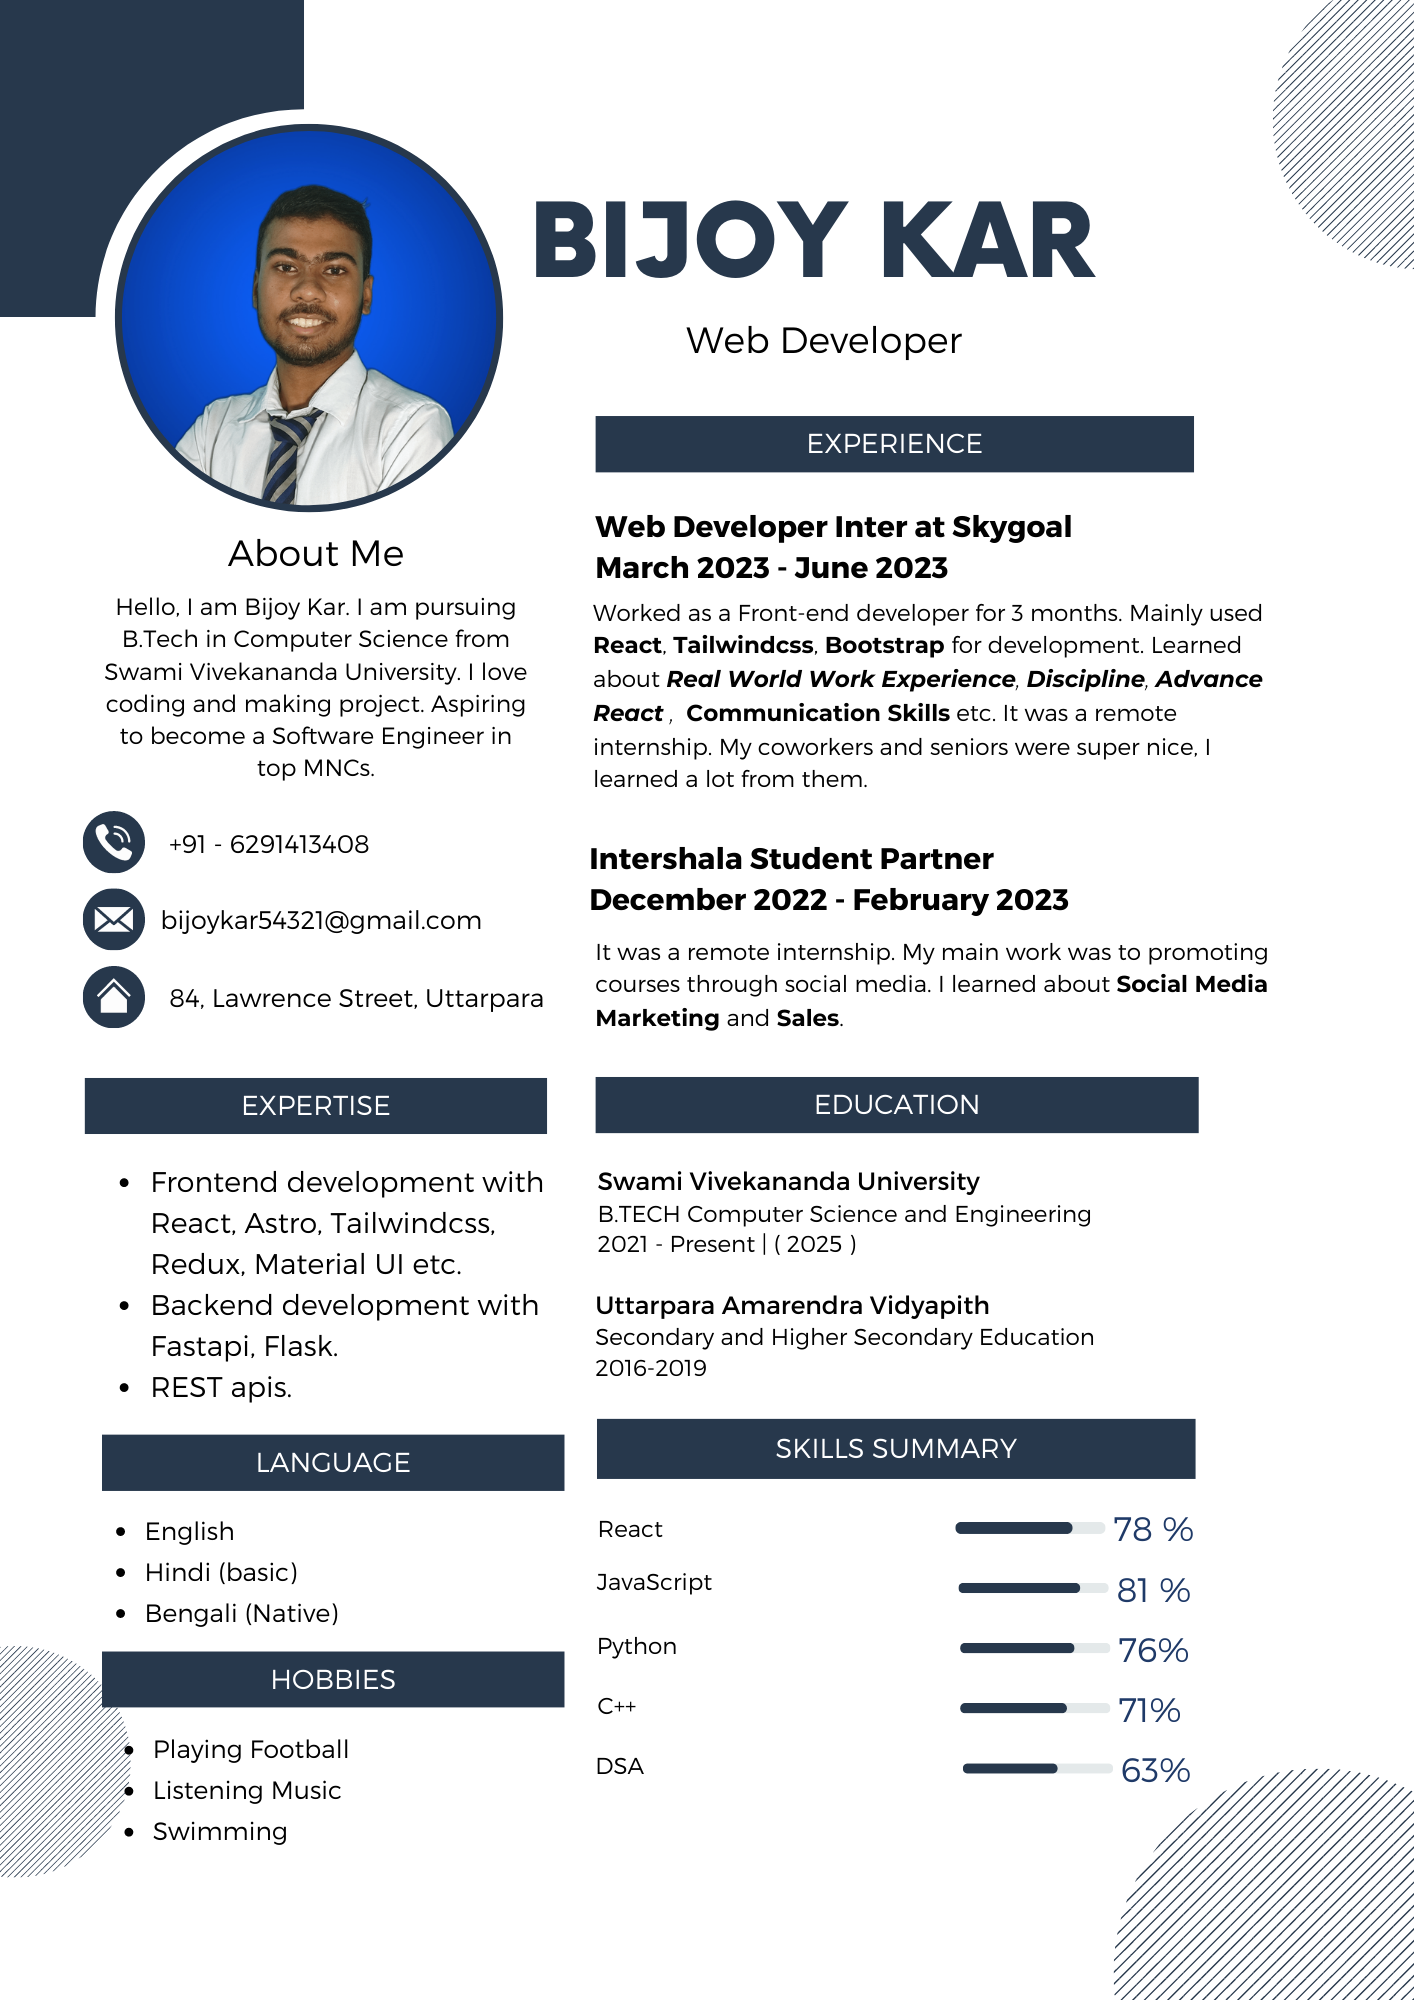 BIJOY KAR
Web Developer
About Me
Hello, I am Bijoy Kar. I am pursuing
B.Tech in Computer Science from
Swami Vivekananda University. I love
coding and making project. Aspiring
to become a Software Engineer in
top MNCs.
+91 - 6291413408
bijoykar54321@gmail.com
84, Lawrence Street, Uttarpara
EXPERTISE
• Frontend development with
React, Astro, Tailwindcss,
Redux, Material UI etc.
• Backend development with
Fastapi, Flask.
• REST apis.
LANGUAGE
• English
• Hindi (basic)
• Bengali (Native)
HOBBIES
• Playing Football
• Listening Music
• Swimming
EXPERIENCE
Web Developer Inter at Skygoal
March 2023 - June 2023
Worked as a Front-end developer for 3 months. Mainly used
React, Tailwindcss, Bootstrap for development. Learned
about Real World Work Experience, Discipline, Advance
React , Communication Skills etc. It was a remote
internship. My coworkers and seniors were super nice, I
learned a lot from them.
Intershala Student Partner
December 2022 - February 2023
It was a remote internship. My main work was to promoting
courses through social media. I learned about Social Media
Marketing and Sales.
EDUCATION
Swami Vivekananda University
B.TECH Computer Science and Engineering
2021 - Present | ( 2025 )
Uttarpara Amarendra Vidyapith
Secondary and Higher Secondary Education
2016-2019
SKILLS SUMMARY
React 78 %
JavaScript 81 %
Python 76%
C++ 71%
DSA 63%